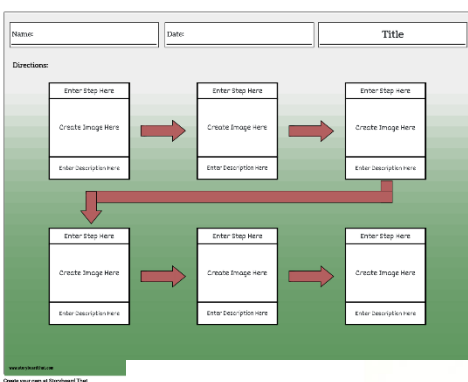 Name:
Date:
Title
Directions:
Enter Step Here
Enter Step Here
Enter Step Here
Create Image Here
Create Image Here
Create Image Here
Enter Description Here
Enter Description Here
Enter Description Here
Enter Step Here
Enter Step Here
Enter Step Here
Create Image Here
Create Image Here
Create Image Here
Enter Description Here
Enter Description Here
Enter Description Here
www.storyboardthat.com
Create your own at Storyboard That